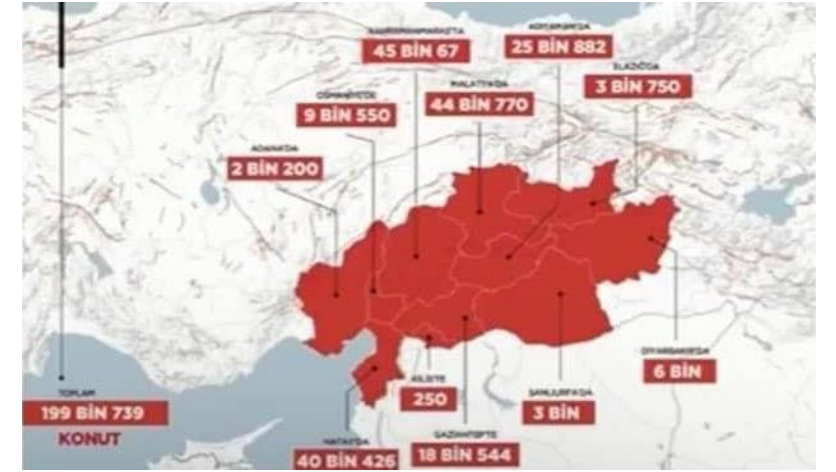 KAHRAMANMARAŞ'TA
45 BİN 67
ADIYAMAN'DA
25 BİN 882
ELAZIĞ'DA
3 BİN 750
MALATYA'DA
44 BİN 770
OSMANİYE'DE
9 BİN 550
ADANA'DA
2 BİN 200
DİYARBAKIR'DA
6 BİN
ŞANLIURFA'DA
3 BİN
KİLİS'TE
250
GAZİANTEP'TE
18 BİN 544
HATAY'DA
40 BİN 426
TOPLAM
199 BİN 739
KONUT